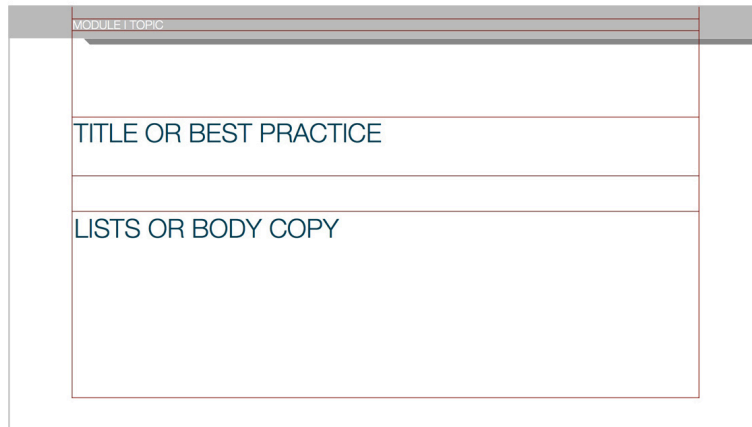 MODULE | TOPIC
TITLE OR BEST PRACTICE
LISTS OR BODY COPY